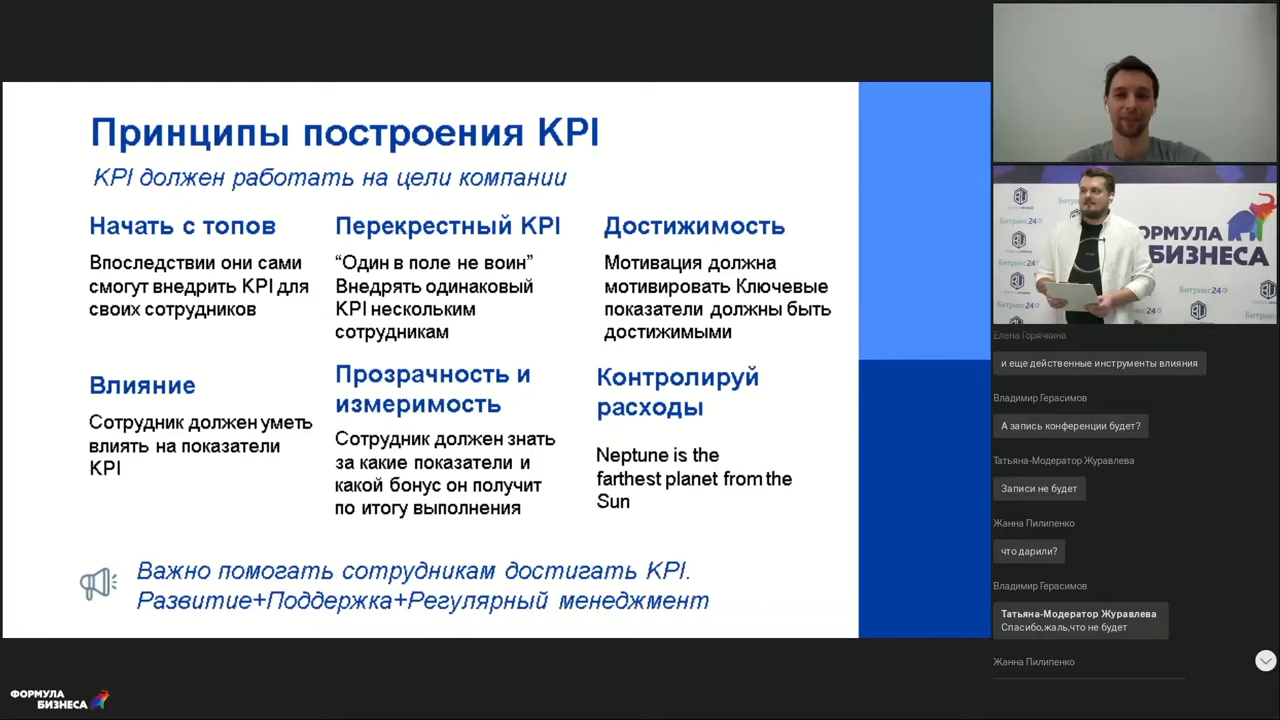 Принципы построения KPI
KPI должен работать на цели компании
Начать с топов
Впоследствии они сами
смогут внедрить KPI для
своих сотрудников
Перекрестный KPI
“Один в поле не воин”
Внедрять одинаковый
KPI нескольким
сотрудникам
Достижимость
Мотивация должна
мотивировать Ключевые
показатели должны быть
достижимыми
Влияние
Сотрудник должен уметь
влиять на показатели
KPI
Прозрачность и
измеримость
Сотрудник должен знать
за какие показатели и
какой бонус он получит
по итогу выполнения
Контролируй
расходы
Neptune is the
farthest planet from the
Sun
Важно помогать сотрудникам достигать KPI.
Развитие+Поддержка+Регулярный менеджмент
ФОРМУЛА
БИЗНЕСА
Битрикс24
ОРМУЛА
БИЗНЕСА
Битрикс24
Елена Горячкина
и еще действенные инструменты влияния
Владимир Герасимов
А запись конференции будет?
Татьяна-Модератор Журавлева
Записи не будет
Жанна Пилипенко
что дарили?
Владимир Герасимов
Татьяна-Модератор Журавлева
Спасибо,жаль,что не будет
Жанна Пилипенко